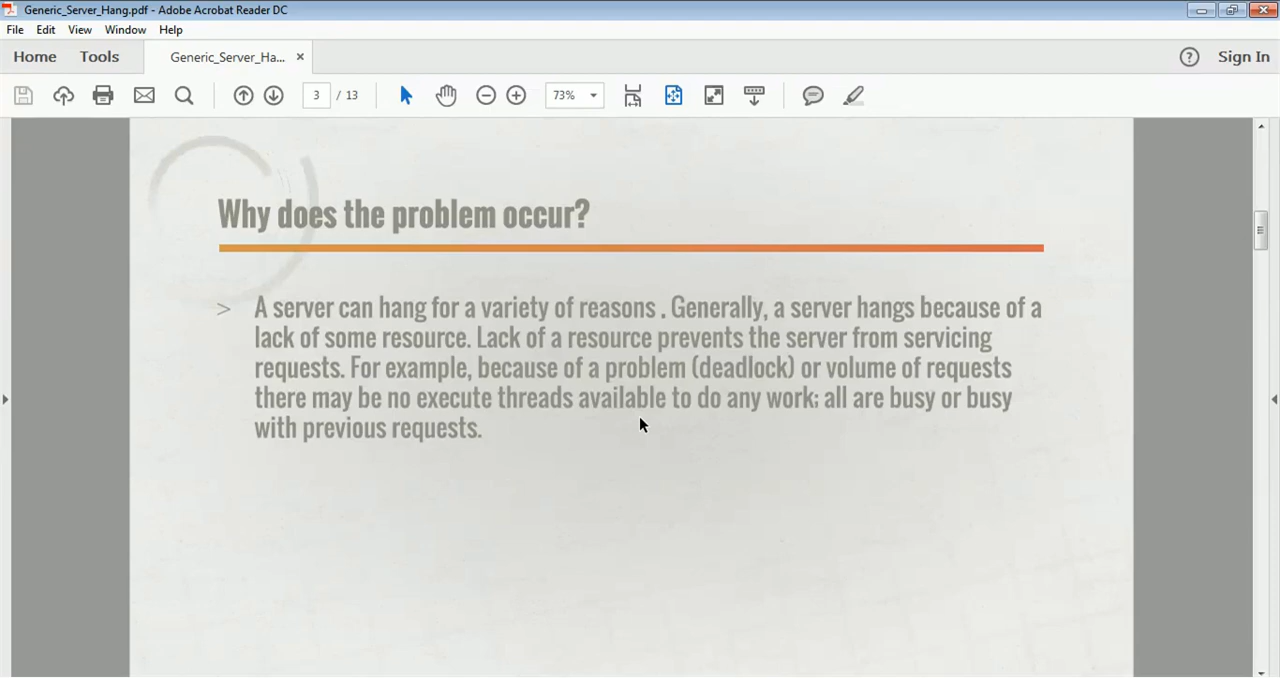 Generic_Server_Hang.pdf - Adobe Acrobat Reader DC
File Edit View Window Help
Home Tools Generic_Server_Ha... × ? Sign In
3 / 13 73%
Why does the problem occur?
> A server can hang for a variety of reasons . Generally, a server hangs because of a
lack of some resource. Lack of a resource prevents the server from servicing
requests. For example, because of a problem (deadlock) or volume of requests
there may be no execute threads available to do any work; all are busy or busy
with previous requests.